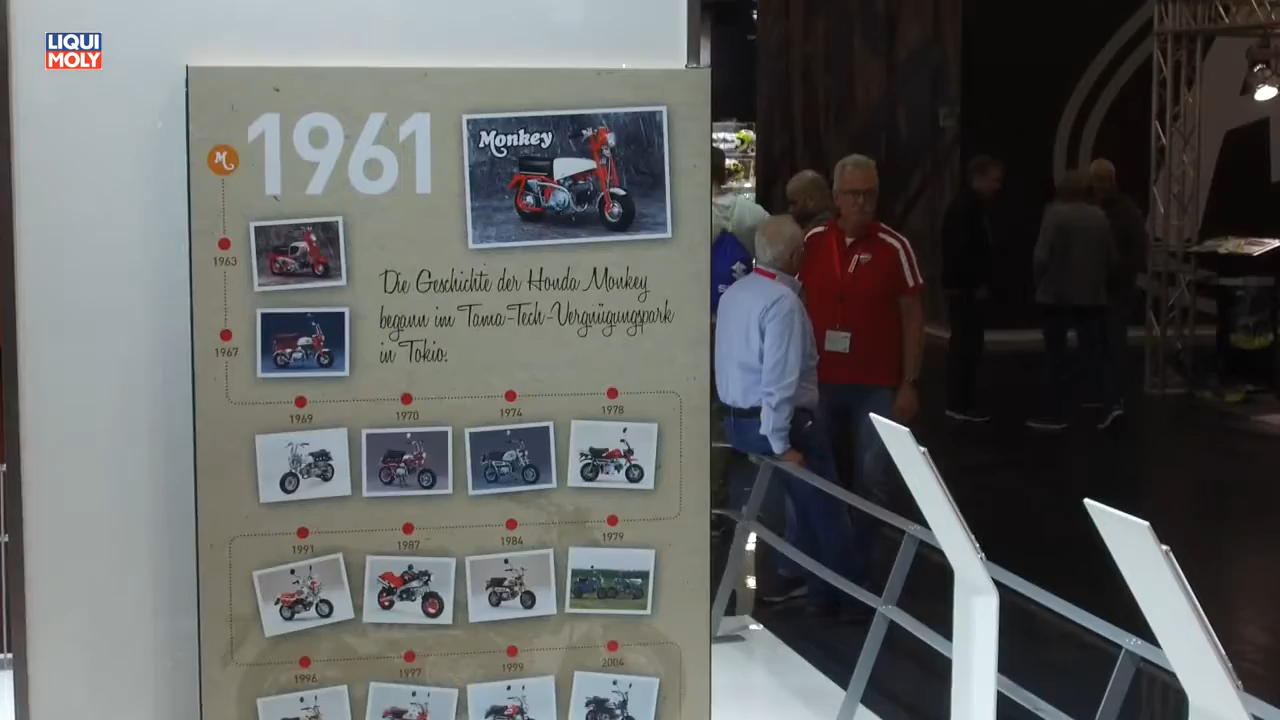 LIQUI
MOLY
1961
Monkey
M
1963
Die Geschichte der Honda Monkey
begann im Tama-Tech-Vergnügungspark
in Tokio.
1967
1969 1970 1974 1978
1991 1987 1984 1979
1996 1997 1999 2004